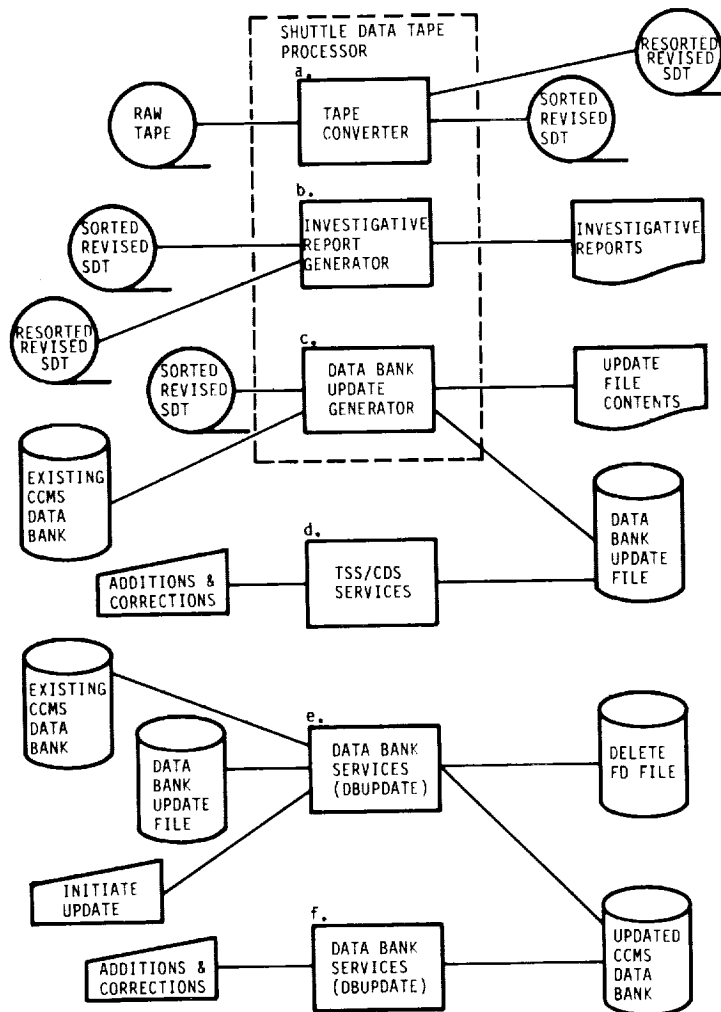 SHUTTLE DATA TAPE
PROCESSOR
a.
RAW
TAPE
TAPE
CONVERTER
RESORTED
REVISED
SDT
SORTED
REVISED
SDT
b.
SORTED
REVISED
SDT
RESORTED
REVISED
SDT
INVESTIGATIVE
REPORT
GENERATOR
INVESTIGATIVE
REPORTS
c.
SORTED
REVISED
SDT
EXISTING
CCMS
DATA
BANK
DATA BANK
UPDATE
GENERATOR
UPDATE
FILE
CONTENTS
DATA
BANK
UPDATE
FILE
d.
ADDITIONS &
CORRECTIONS
TSS/CDS
SERVICES
EXISTING
CCMS
DATA
BANK
e.
DATA
BANK
UPDATE
FILE
INITIATE
UPDATE
DATA BANK
SERVICES
(DBUPDATE)
DELETE
FD FILE
f.
ADDITIONS &
CORRECTIONS
DATA BANK
SERVICES
(DBUPDATE)
UPDATED
CCMS
DATA
BANK